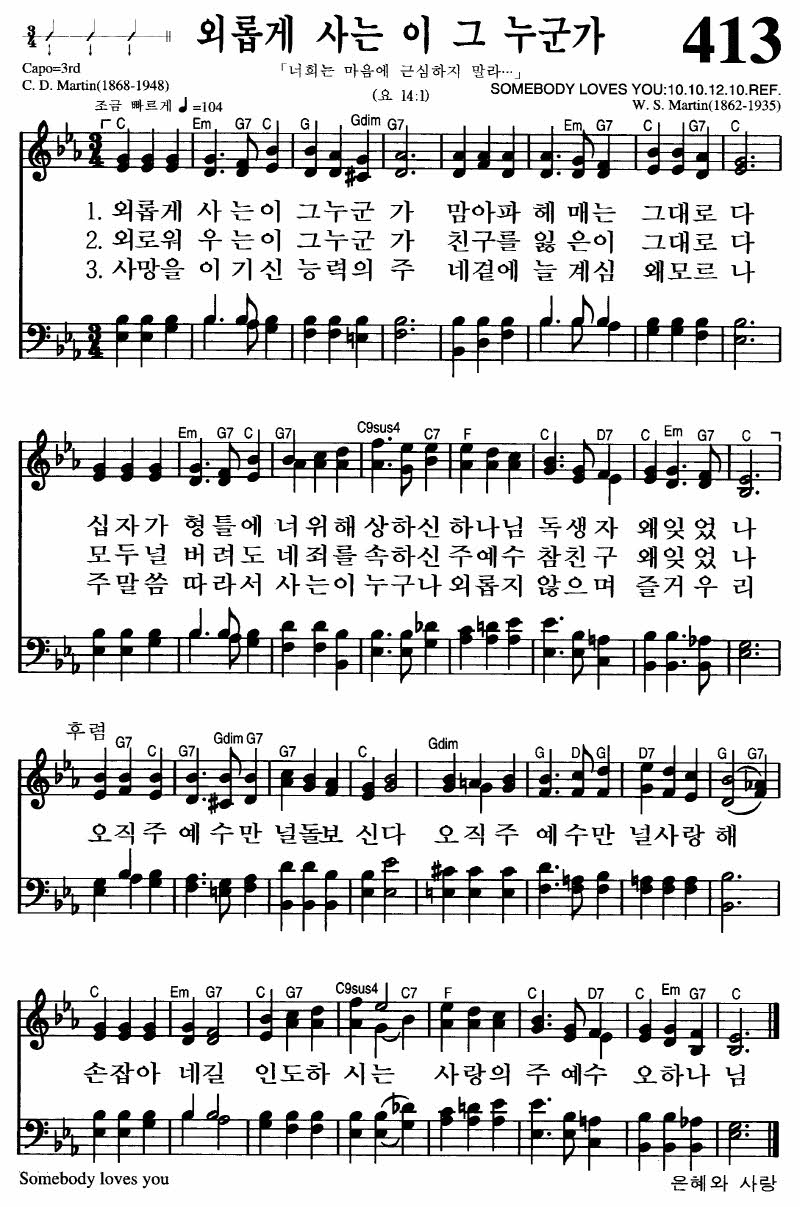 외롭게 사는 이 그 누군가 413
3/4
Capo=3rd
「너희는 마음에 근심하지 말라…」
C. D. Martin(1868-1948)
SOMEBODY LOVES YOU:10.10.12.10.REF.
조금 빠르게 ♩=104
(요 14:1)
W. S. Martin(1862-1935)
C Em G7 C G Gdim G7 Em G7 C G7 C
1. 외롭게 사는이 그누군 가 맘아파 헤매는 그대로 다
2. 외로워 우는이 그누군 가 친구를 잃은이 그대로 다
3. 사망을 이기신 능력의 주 네곁에 늘계심 왜모르 나
Em G7 C G7 C9sus4 C7 F C D7 C Em G7 C
십자가 형틀에 너위해 상하신 하나님 독생자 왜잊었 나
모두널 버려도 네죄를 속하신 주예수 참친구 왜잊었 나
주말씀 따라서 사는이 누구나 외롭지 않으며 즐거우 리
후렴
G7 C G7 Gdim G7 G7 C Gdim G D G D7 G G7
오직주 예수만 널돌보 신다 오직주 예수만 널사랑 해
C Em G7 C G7 C9sus4 C7 F C D7 C Em G7 C
손잡아 네길 인도하 시는 사랑의 주예수 오하나 님
Somebody loves you
은혜와 사랑